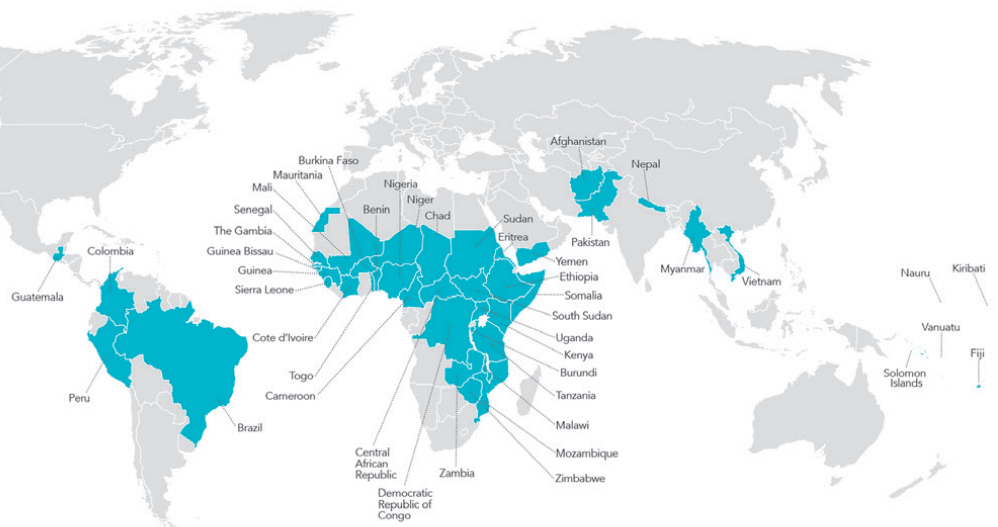 Burkina Faso
Mauritania
Mali
Senegal
The Gambia
Guinea Bissau
Guinea
Sierra Leone
Cote d'Ivoire
Togo
Cameroon
Central
African
Republic
Democratic
Republic of
Congo
Zambia
Nigeria
Niger
Benin
Chad
Sudan
Eritrea
Yemen
Ethiopia
Somalia
South Sudan
Uganda
Kenya
Burundi
Tanzania
Malawi
Mozambique
Zimbabwe
Guatemala
Colombia
Peru
Brazil
Afghanistan
Pakistan
Nepal
Myanmar
Vietnam
Nauru
Kiribati
Vanuatu
Solomon
Islands
Fiji